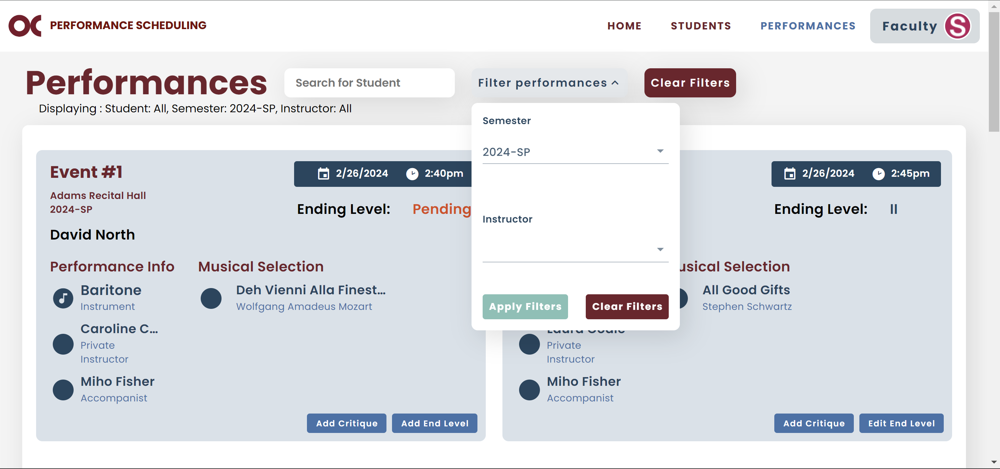 OC PERFORMANCE SCHEDULING
HOME
STUDENTS
PERFORMANCES
Faculty
S
Performances
Search for Student
Filter performances
Clear Filters
Displaying : Student: All, Semester: 2024-SP, Instructor: All
Semester
2024-SP
Instructor
Apply Filters
Clear Filters
Event #1
2/26/2024
2:40pm
Adams Recital Hall
2024-SP
Ending Level:
Pending
David North
Performance Info
Musical Selection
Baritone
Instrument
Deh Vienni Alla Finest...
Wolfgang Amadeus Mozart
Caroline C...
Private
Instructor
Miho Fisher
Accompanist
Add Critique
Add End Level
2/26/2024
2:45pm
Ending Level:
II
usical Selection
All Good Gifts
Stephen Schwartz
Private
Instructor
Miho Fisher
Accompanist
Add Critique
Edit End Level